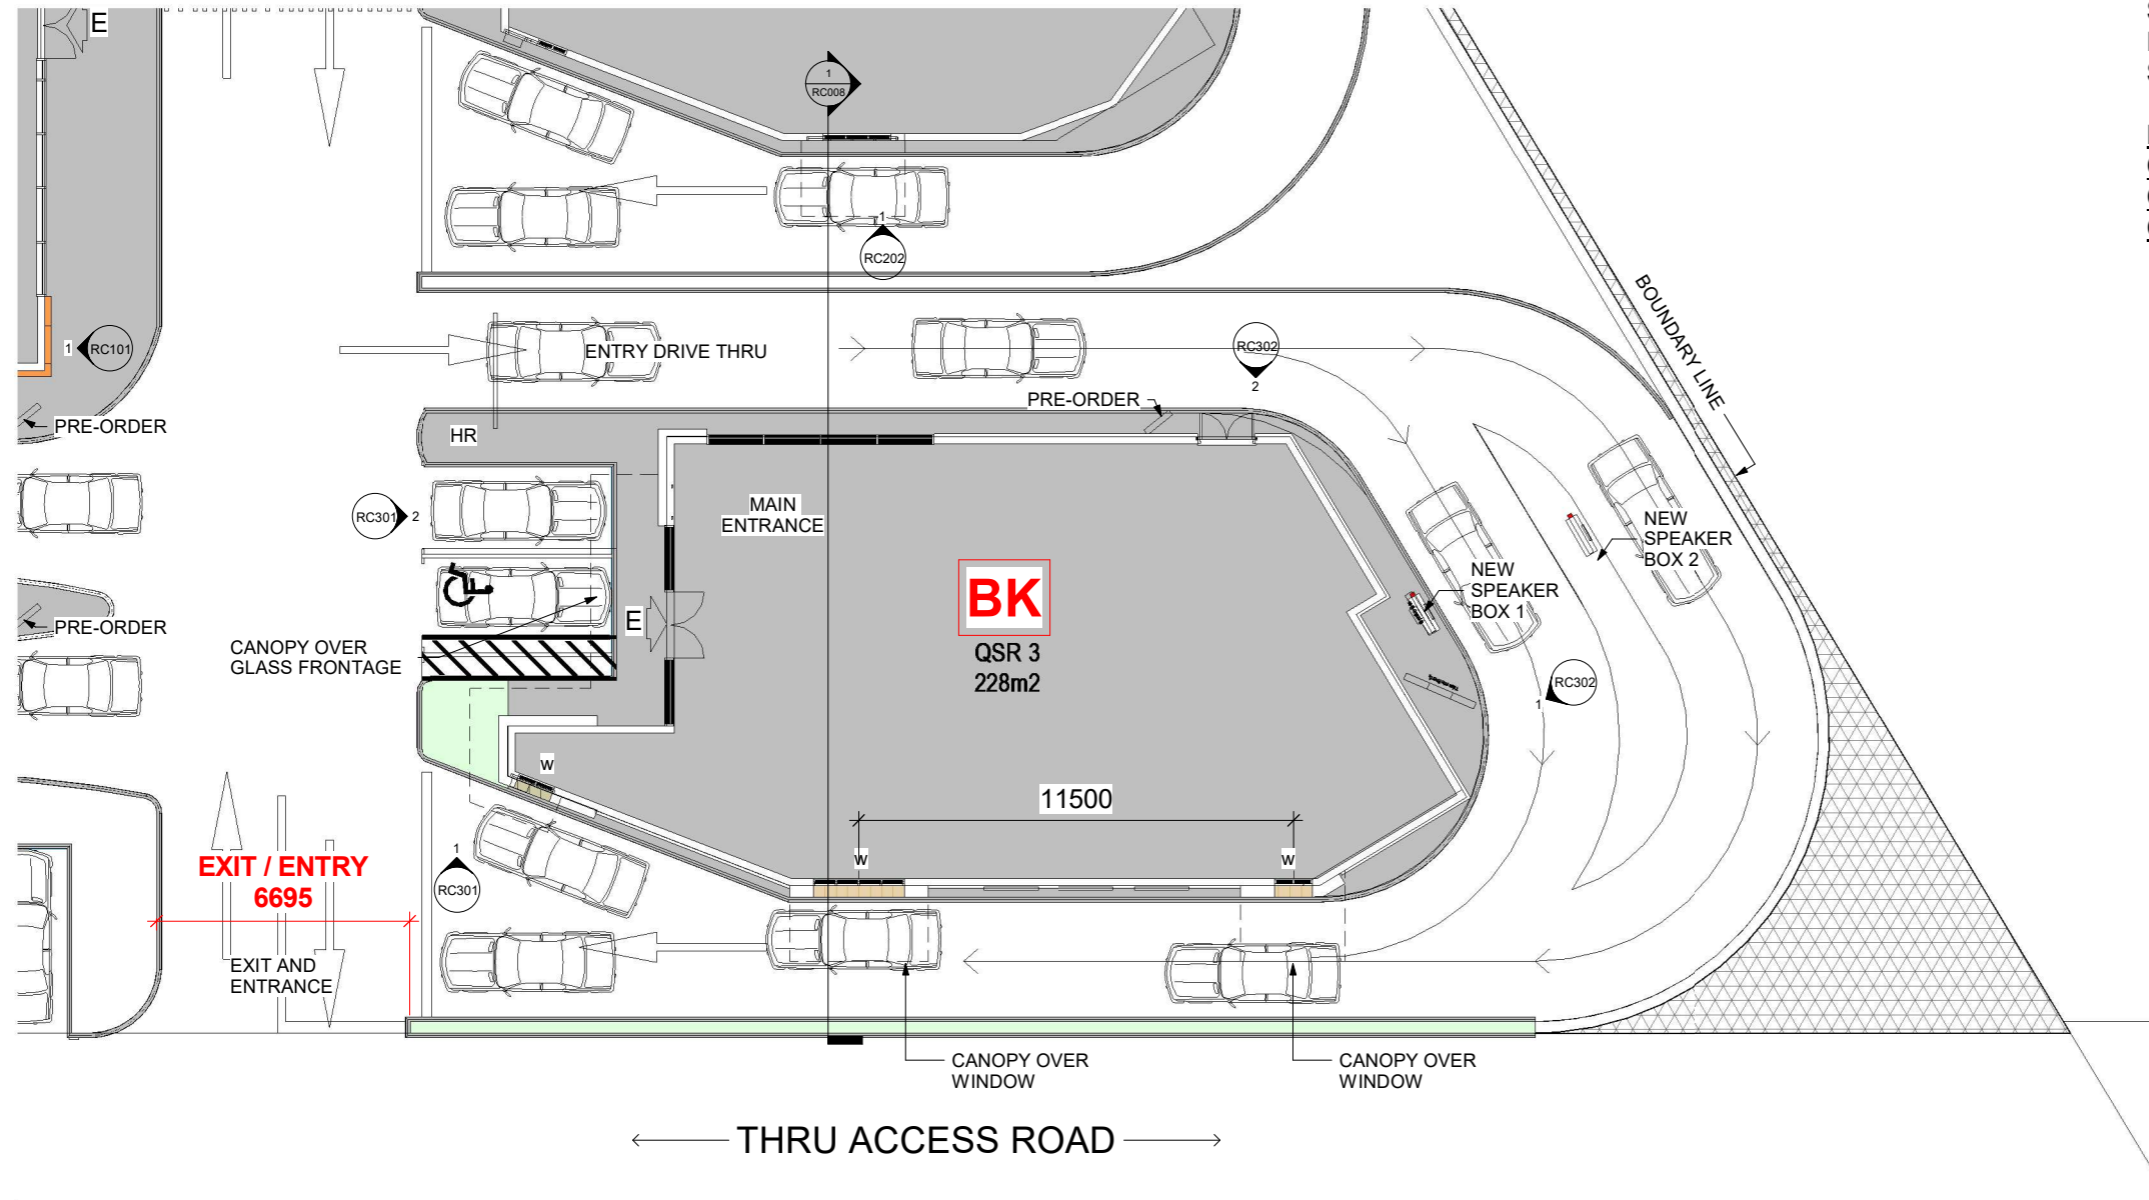 E
1
RC008
1
RC202
1
RC101
ENTRY DRIVE THRU
RC302
2
BOUNDARY LINE
PRE-ORDER
PRE-ORDER
HR
RC301
2
MAIN
ENTRANCE
NEW
SPEAKER
BOX 2
NEW
SPEAKER
BOX 1
BK
QSR 3
228m2
E
PRE-ORDER
CANOPY OVER
GLASS FRONTAGE
RC302
1
W
11500
W
W
1
RC301
EXIT / ENTRY
6695
EXIT AND
ENTRANCE
CANOPY OVER
WINDOW
CANOPY OVER
WINDOW
THRU ACCESS ROAD